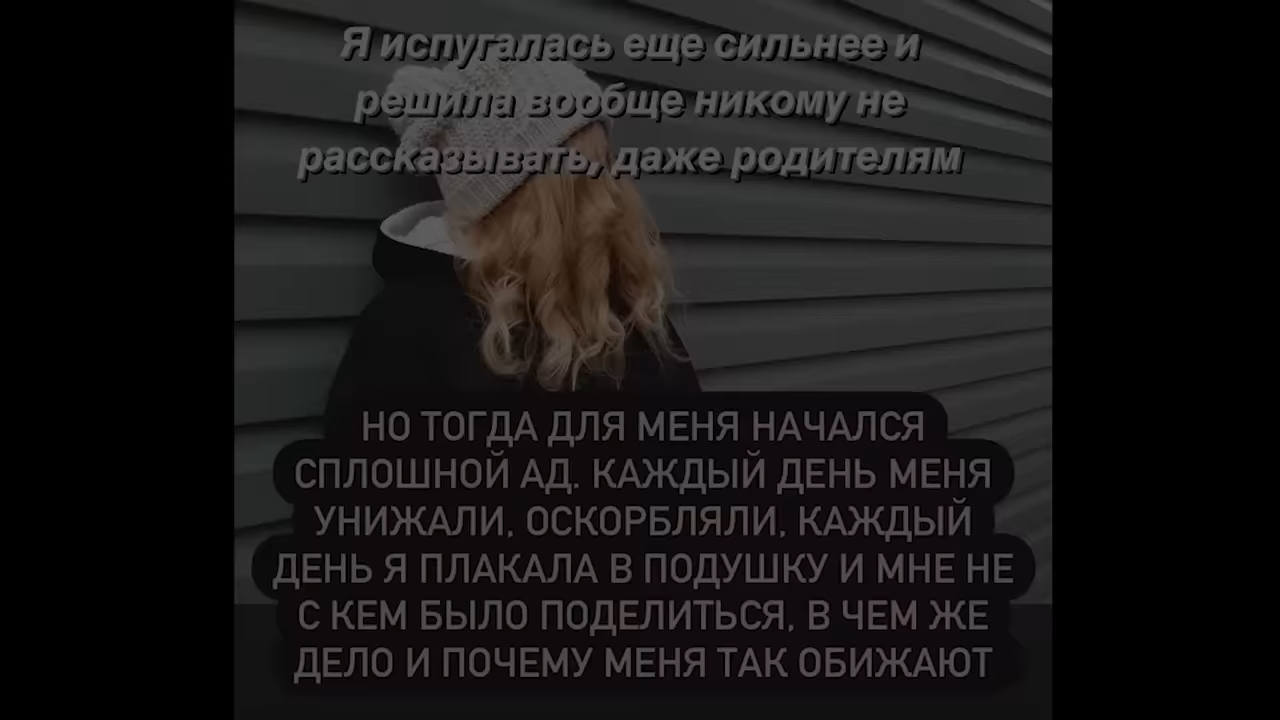 Я испугалась еще сильнее и
решила вообще никому не
рассказывать, даже родителям
НО ТОГДА ДЛЯ МЕНЯ НАЧАЛСЯ
СПЛОШНОЙ АД. КАЖДЫЙ ДЕНЬ МЕНЯ
УНИЖАЛИ, ОСКОРБЛЯЛИ, КАЖДЫЙ
ДЕНЬ Я ПЛАКАЛА В ПОДУШКУ И МНЕ НЕ
С КЕМ БЫЛО ПОДЕЛИТЬСЯ, В ЧЕМ ЖЕ
ДЕЛО И ПОЧЕМУ МЕНЯ ТАК ОБИЖАЮТ